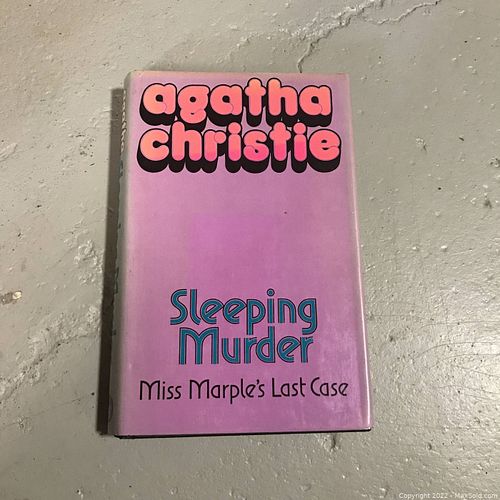 agatha
christie
Sleeping
Murder
Miss Marple's Last Case
Copyright 2022 - MaxSold.com